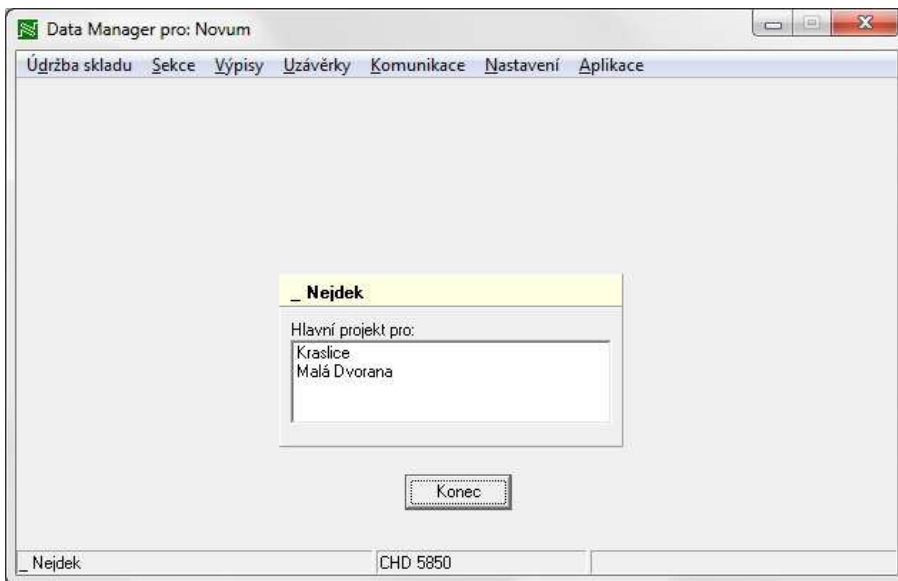 Data Manager pro: Novum
Údržba skladu Sekce Výpisy Uzávěrky Komunikace Nastavení Aplikace
_ Nejdek
Hlavní projekt pro:
Kraslice
Malá Dvorana
Konec
_ Nejdek CHD 5850